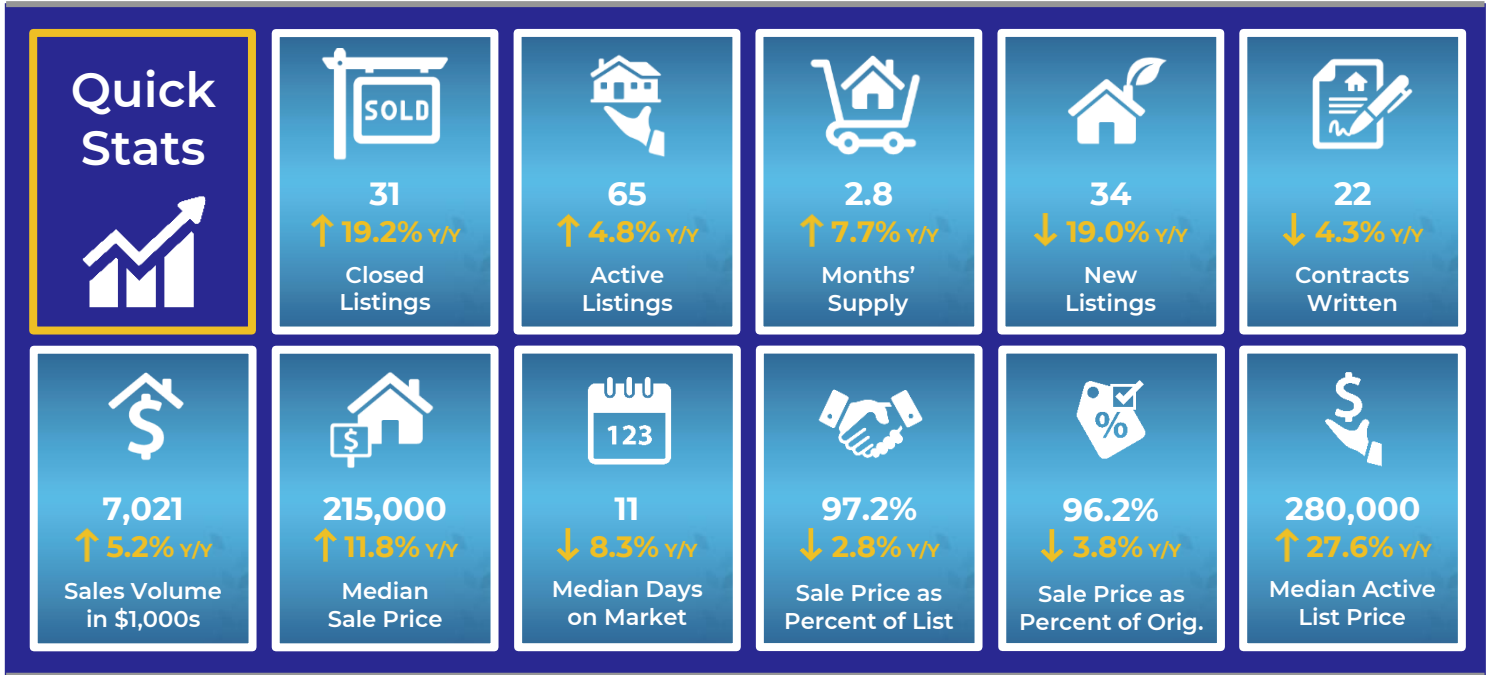 Quick
Stats
SOLD
31
↑ 19.2% Y/Y
Closed
Listings
65
↑ 4.8% Y/Y
Active
Listings
2.8
↑ 7.7% Y/Y
Months’
Supply
34
↓ 19.0% Y/Y
New
Listings
22
↓ 4.3% Y/Y
Contracts
Written
$
7,021
↑ 5.2% Y/Y
Sales Volume
in $1,000s
$
215,000
↑ 11.8% Y/Y
Median
Sale Price
123
11
↓ 8.3% Y/Y
Median Days
on Market
97.2%
↓ 2.8% Y/Y
Sale Price as
Percent of List
%
96.2%
↓ 3.8% Y/Y
Sale Price as
Percent of Orig.
$
280,000
↑ 27.6% Y/Y
Median Active
List Price